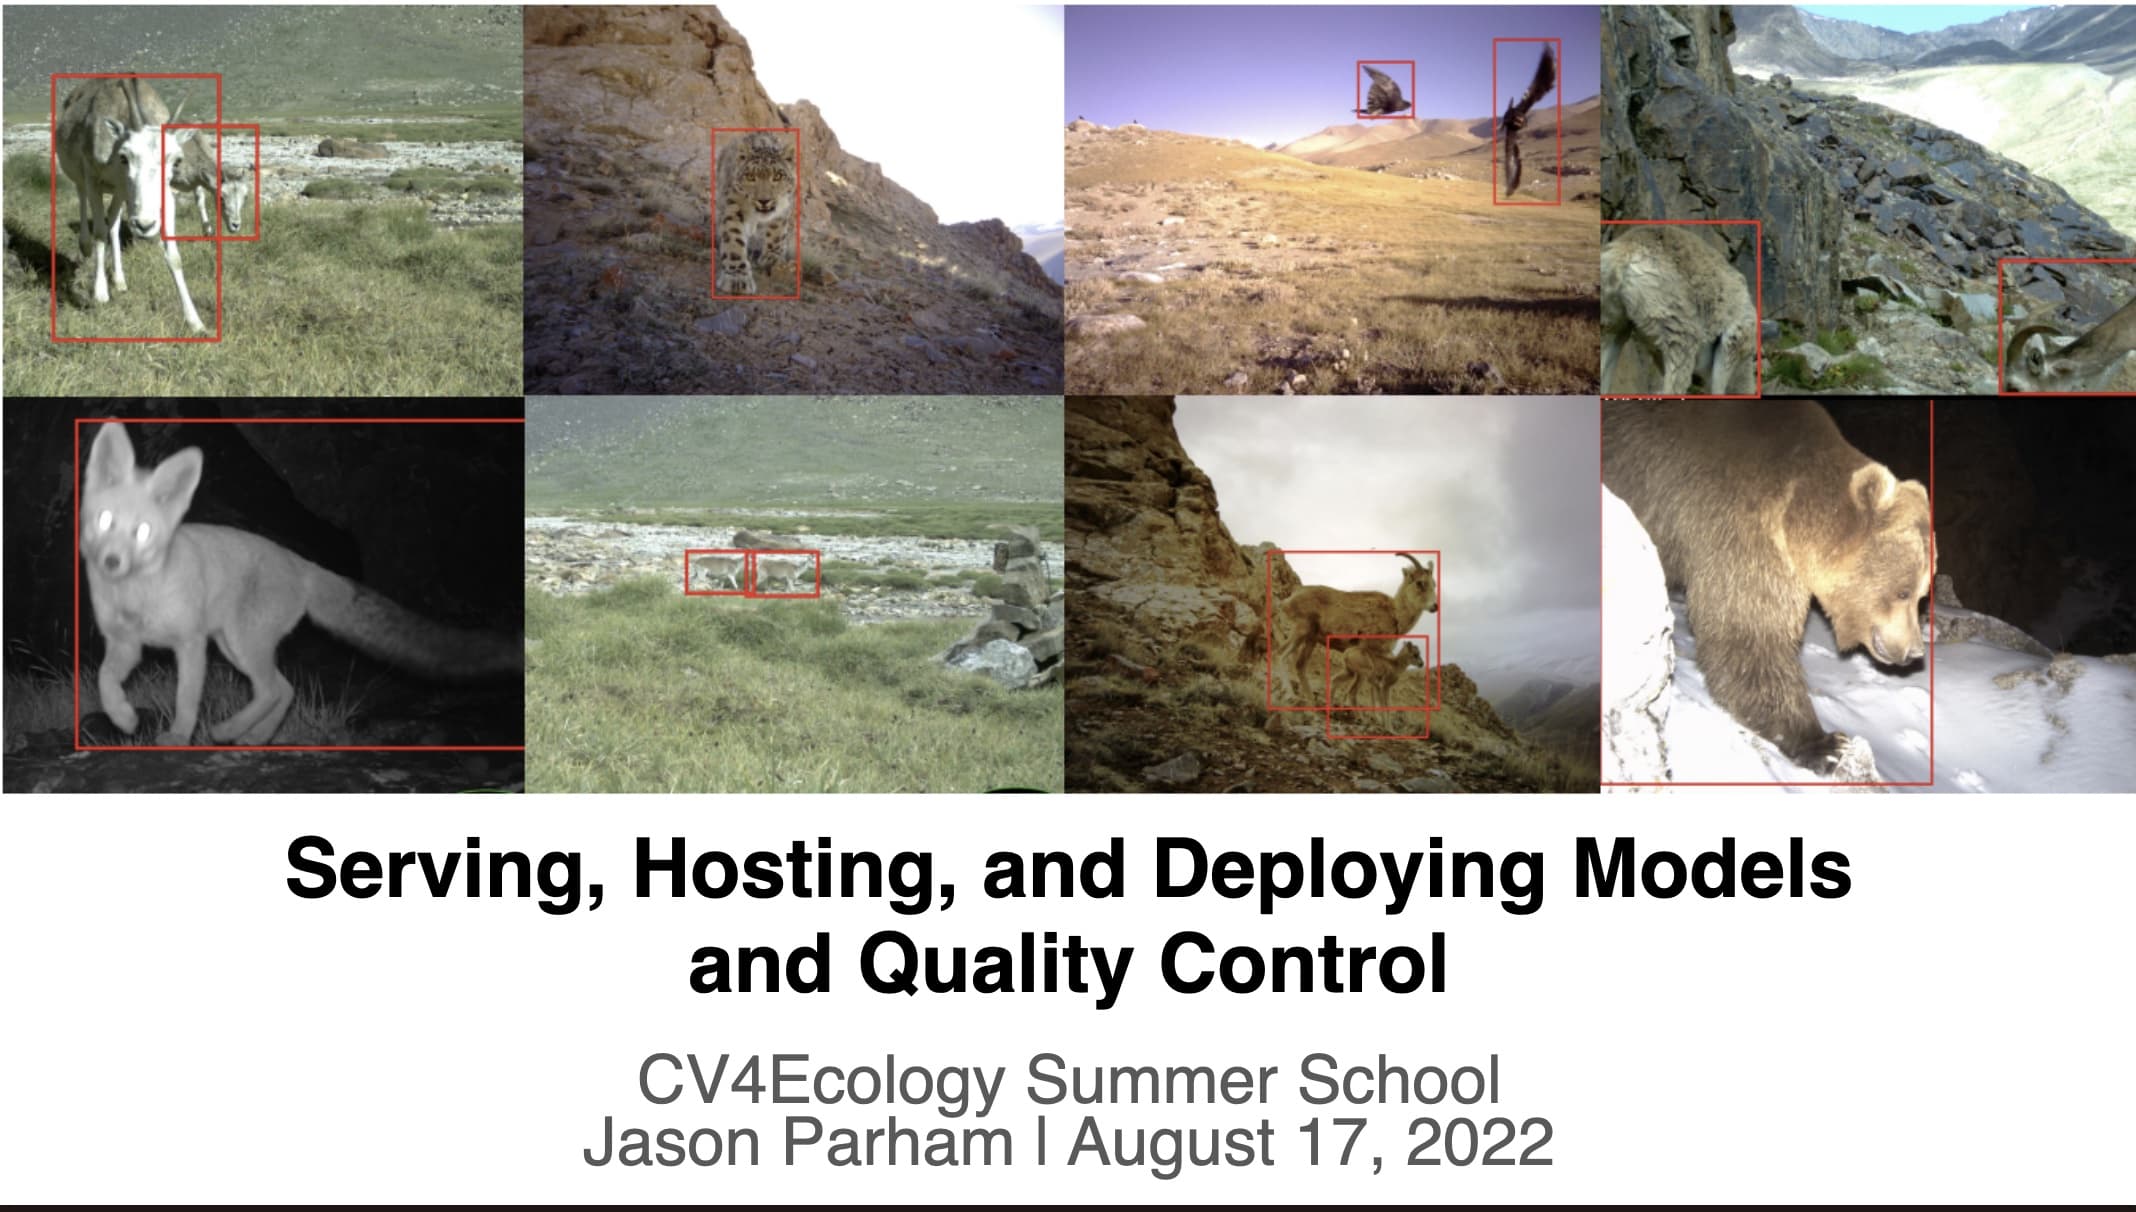 Serving, Hosting, and Deploying Models
and Quality Control
CV4Ecology Summer School
Jason Parham | August 17, 2022